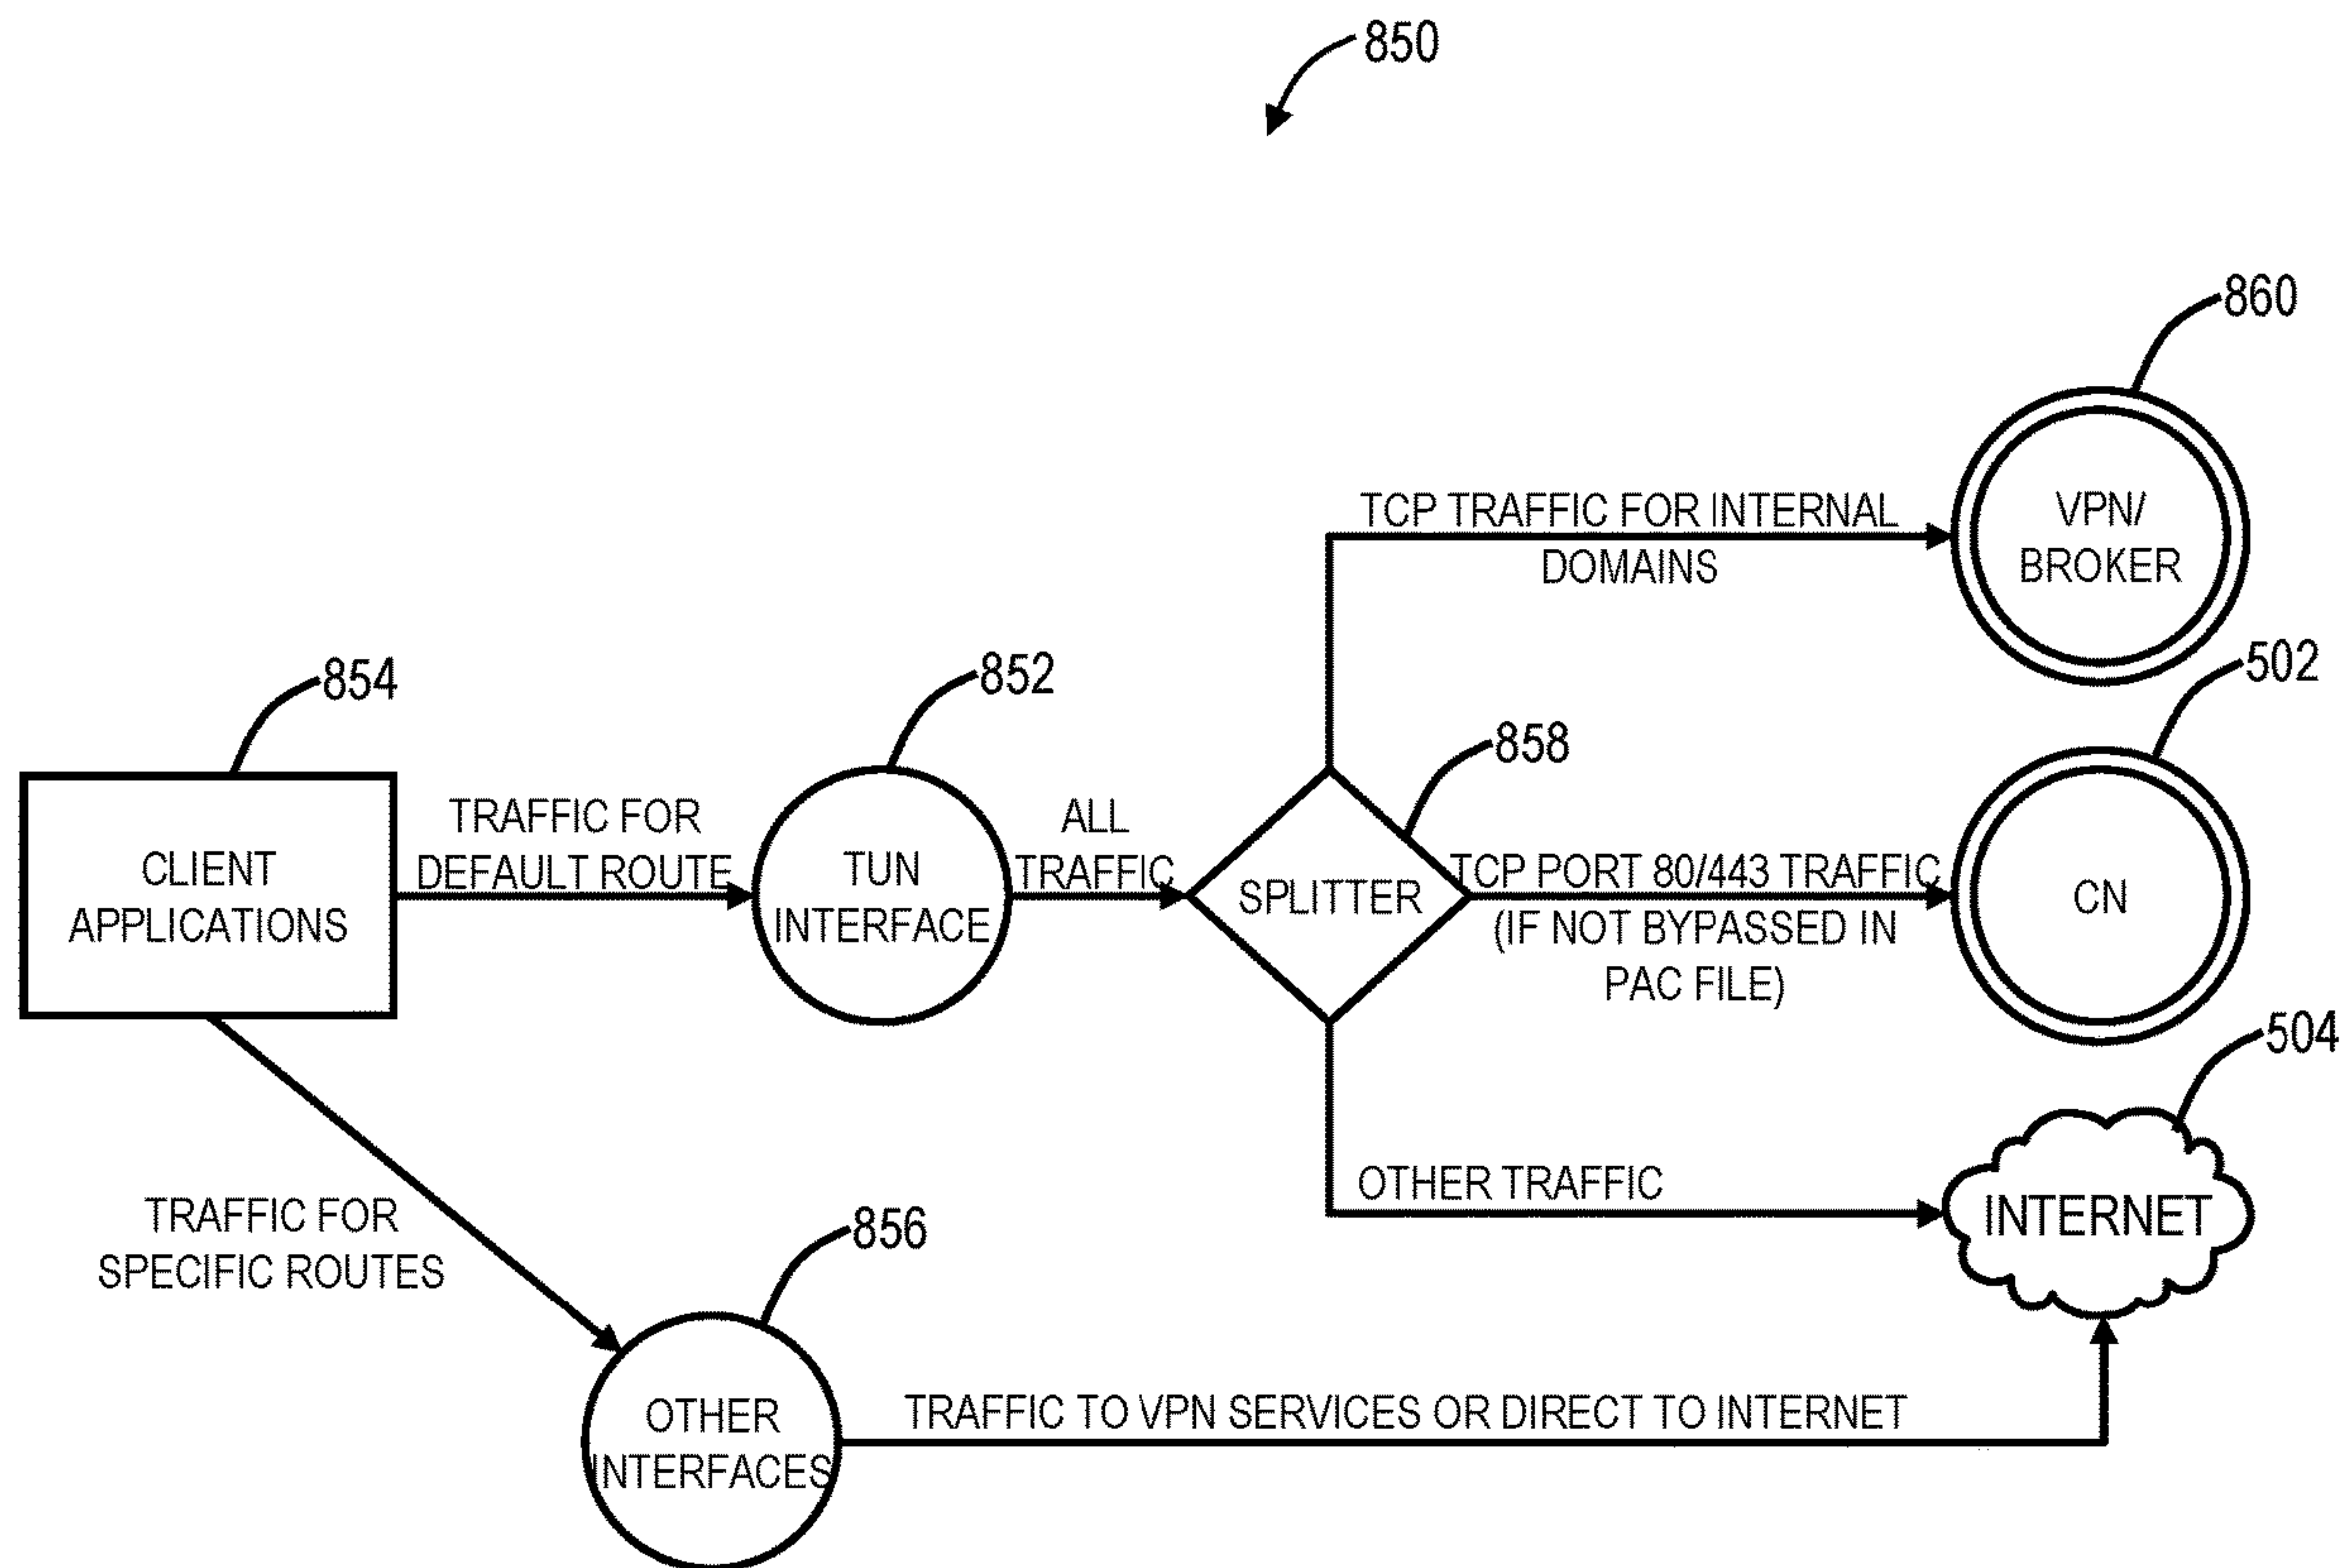 850
860
TCP TRAFFIC FOR INTERNAL
DOMAINS
VPN/
BROKER
502
854
852
858
TRAFFIC FOR
DEFAULT ROUTE
ALL
TRAFFIC
CLIENT
APPLICATIONS
TUN
INTERFACE
SPLITTER
TCP PORT 80/443 TRAFFIC
(IF NOT BYPASSED IN
PAC FILE)
CN
504
OTHER TRAFFIC
INTERNET
TRAFFIC FOR
SPECIFIC ROUTES
856
OTHER
INTERFACES
TRAFFIC TO VPN SERVICES OR DIRECT TO INTERNET